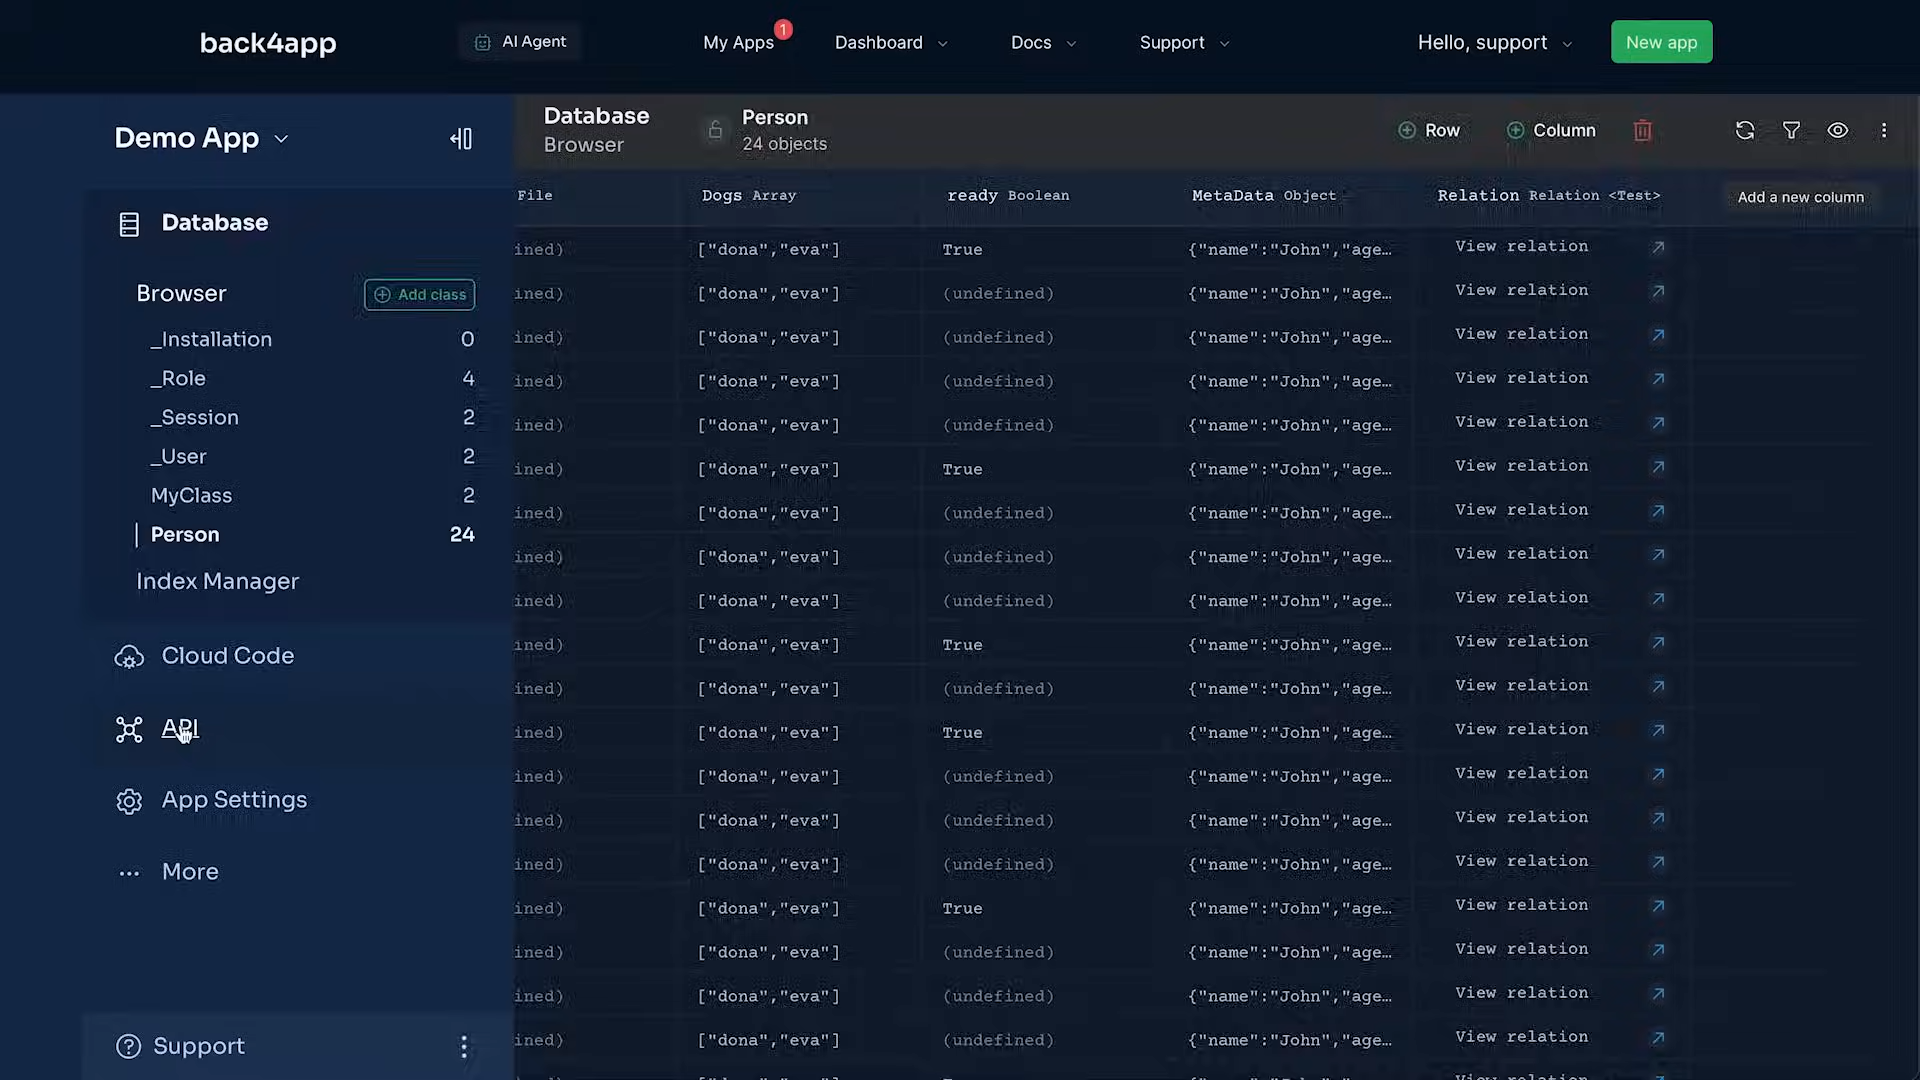 back4app
AI Agent
My Apps
1
Dashboard
Docs
Support
Hello, support
New app
Demo App
Database
Browser
Add class
_Installation 0
_Role 4
_Session 2
_User 2
MyClass 2
Person 24
Index Manager
Cloud Code
API
App Settings
More
Support
Database
Browser
Person
24 objects
Row
Column
File Dogs Array ready Boolean MetaData Object Relation Relation <Test> Add a new column
ined) ["dona","eva"] True {"name":"John","age… View relation
ined) ["dona","eva"] (undefined) {"name":"John","age… View relation
ined) ["dona","eva"] (undefined) {"name":"John","age… View relation
ined) ["dona","eva"] (undefined) {"name":"John","age… View relation
ined) ["dona","eva"] (undefined) {"name":"John","age… View relation
ined) ["dona","eva"] True {"name":"John","age… View relation
ined) ["dona","eva"] (undefined) {"name":"John","age… View relation
ined) ["dona","eva"] (undefined) {"name":"John","age… View relation
ined) ["dona","eva"] (undefined) {"name":"John","age… View relation
ined) ["dona","eva"] True {"name":"John","age… View relation
ined) ["dona","eva"] (undefined) {"name":"John","age… View relation
ined) ["dona","eva"] True {"name":"John","age… View relation
ined) ["dona","eva"] (undefined) {"name":"John","age… View relation
ined) ["dona","eva"] (undefined) {"name":"John","age… View relation
ined) ["dona","eva"] (undefined) {"name":"John","age… View relation
ined) ["dona","eva"] True {"name":"John","age… View relation
ined) ["dona","eva"] (undefined) {"name":"John","age… View relation
ined) ["dona","eva"] (undefined) {"name":"John","age… View relation
ined) ["dona","eva"] (undefined) {"name":"John","age… View relation